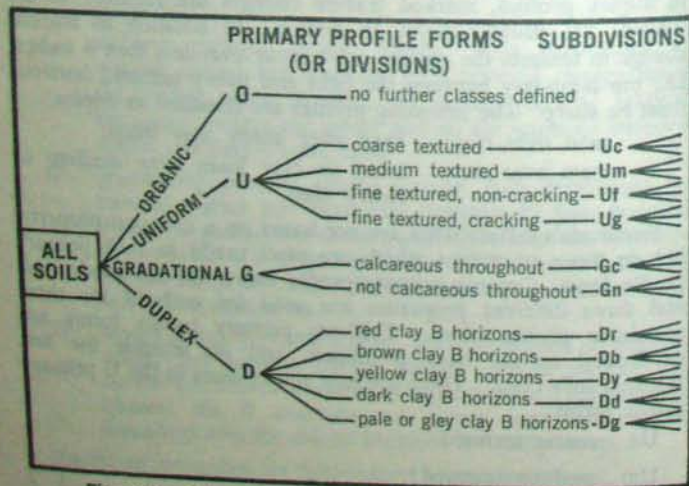 PRIMARY PROFILE FORMS SUBDIVISIONS
(OR DIVISIONS)
ALL
SOILS
ORGANIC O no further classes defined
UNIFORM U
coarse textured Uc
medium textured Um
fine textured, non-cracking Uf
fine textured, cracking Ug
GRADATIONAL G
calcareous throughout Gc
not calcareous throughout Gn
DUPLEX D
red clay B horizons Dr
brown clay B horizons Db
yellow clay B horizons Dy
dark clay B horizons Dd
pale or gley clay B horizons Dg